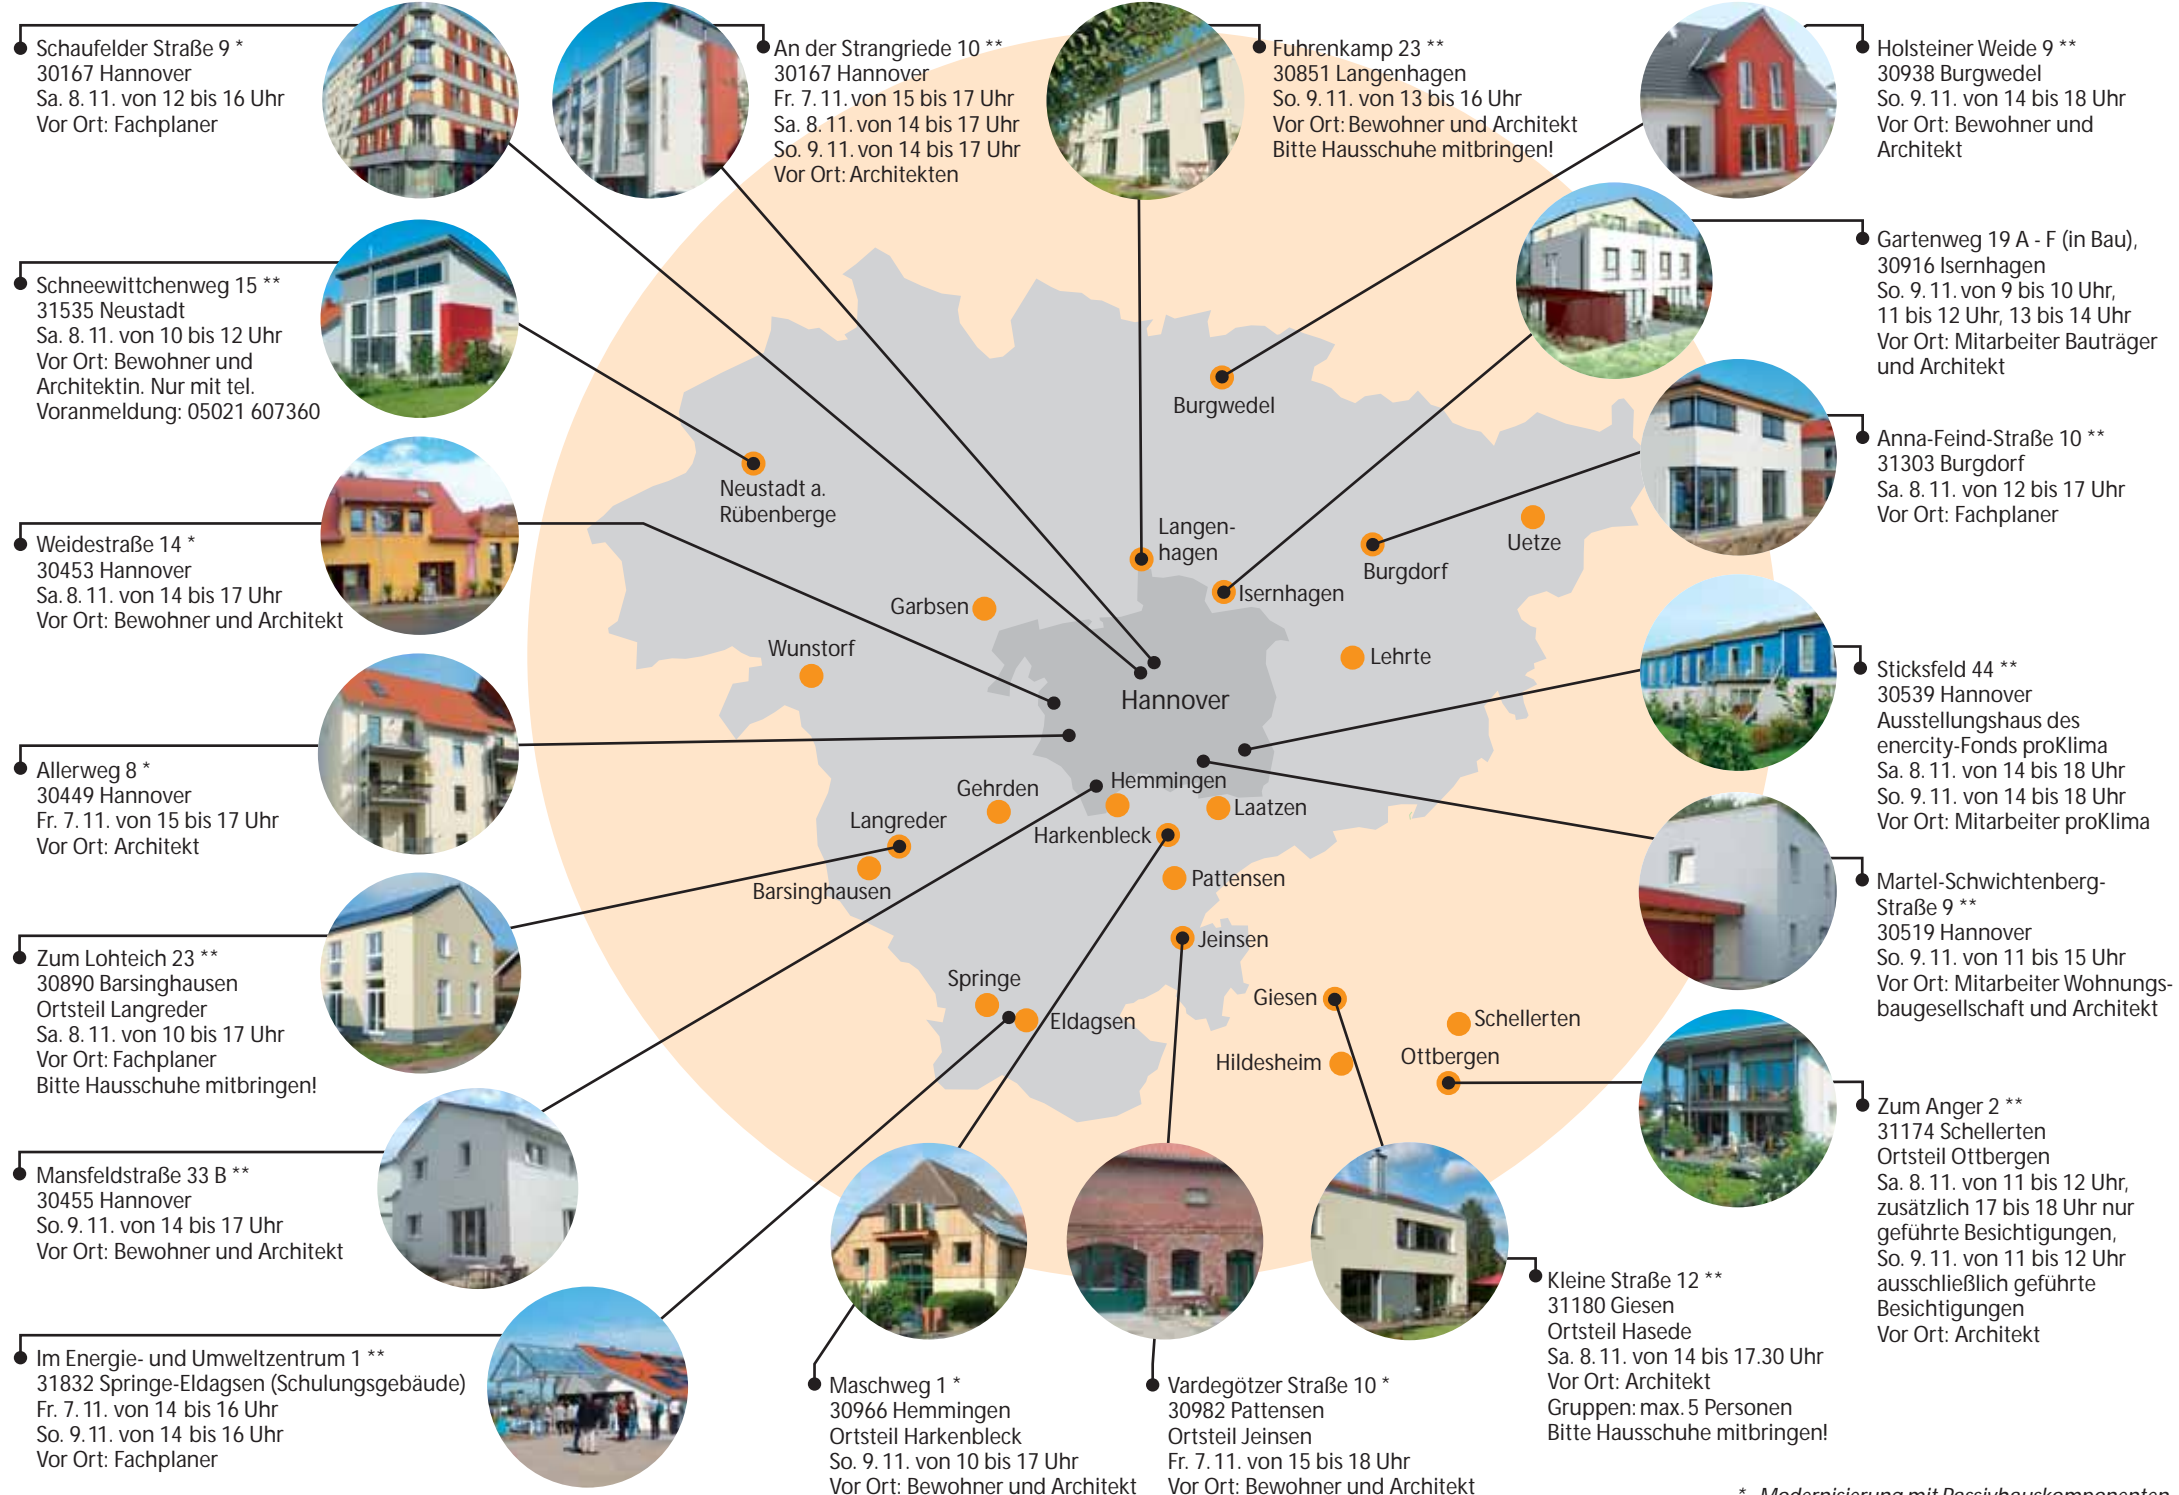 Schaufelder Straße 9 *
30167 Hannover
Sa. 8. 11. von 12 bis 16 Uhr
Vor Ort: Fachplaner
An der Strangriede 10 **
30167 Hannover
Fr. 7. 11. von 15 bis 17 Uhr
Sa. 8. 11. von 14 bis 17 Uhr
So. 9. 11. von 14 bis 17 Uhr
Vor Ort: Architekten
Fuhrenkamp 23 **
30851 Langenhagen
So. 9. 11. von 13 bis 16 Uhr
Vor Ort: Bewohner und Architekt
Bitte Hausschuhe mitbringen!
Holsteiner Weide 9 **
30938 Burgwedel
So. 9. 11. von 14 bis 18 Uhr
Vor Ort: Bewohner und
Architekt
Schneewittchenweg 15 **
31535 Neustadt
Sa. 8. 11. von 10 bis 12 Uhr
Vor Ort: Bewohner und
Architektin. Nur mit tel.
Voranmeldung: 05021 607360
Gartenweg 19 A - F (in Bau),
30916 Isernhagen
So. 9. 11. von 9 bis 10 Uhr,
11 bis 12 Uhr, 13 bis 14 Uhr
Vor Ort: Mitarbeiter Bauträger
und Architekt
Anna-Feind-Straße 10 **
31303 Burgdorf
Sa. 8. 11. von 12 bis 17 Uhr
Vor Ort: Fachplaner
Weidestraße 14 *
30453 Hannover
Sa. 8. 11. von 14 bis 17 Uhr
Vor Ort: Bewohner und Architekt
Sticksfeld 44 **
30539 Hannover
Ausstellungshaus des
enercity-Fonds proKlima
Sa. 8. 11. von 14 bis 18 Uhr
So. 9. 11. von 14 bis 18 Uhr
Vor Ort: Mitarbeiter proKlima
Allerweg 8 *
30449 Hannover
Fr. 7. 11. von 15 bis 17 Uhr
Vor Ort: Architekt
Martel-Schwichtenberg-
Straße 9 **
30519 Hannover
So. 9. 11. von 11 bis 15 Uhr
Vor Ort: Mitarbeiter Wohnungs-
baugesellschaft und Architekt
Zum Lohteich 23 **
30890 Barsinghausen
Ortsteil Langreder
Sa. 8. 11. von 10 bis 17 Uhr
Vor Ort: Fachplaner
Bitte Hausschuhe mitbringen!
Zum Anger 2 **
31174 Schellerten
Ortsteil Ottbergen
Sa. 8. 11. von 11 bis 12 Uhr,
zusätzlich 17 bis 18 Uhr nur
geführte Besichtigungen,
So. 9. 11. von 11 bis 12 Uhr
ausschließlich geführte
Besichtigungen
Vor Ort: Architekt
Mansfeldstraße 33 B **
30455 Hannover
So. 9. 11. von 14 bis 17 Uhr
Vor Ort: Bewohner und Architekt
Im Energie- und Umweltzentrum 1 **
31832 Springe-Eldagsen (Schulungsgebäude)
Fr. 7. 11. von 14 bis 16 Uhr
So. 9. 11. von 14 bis 16 Uhr
Vor Ort: Fachplaner
Maschweg 1 *
30966 Hemmingen
Ortsteil Harkenbleck
So. 9. 11. von 10 bis 17 Uhr
Vor Ort: Bewohner und Architekt
Vardegötzer Straße 10 *
30982 Pattensen
Ortsteil Jeinsen
Fr. 7. 11. von 15 bis 18 Uhr
Vor Ort: Bewohner und Architekt
Kleine Straße 12 **
31180 Giesen
Ortsteil Hasede
Sa. 8. 11. von 14 bis 17.30 Uhr
Vor Ort: Architekt
Gruppen: max. 5 Personen
Bitte Hausschuhe mitbringen!
Burgwedel
Neustadt a.
Rübenberge
Langen-
hagen
Uetze
Burgdorf
Isernhagen
Garbsen
Wunstorf
Lehrte
Hannover
Hemmingen
Gehrden
Laatzen
Langreder
Harkenbleck
Barsinghausen
Pattensen
Jeinsen
Springe
Eldagsen
Giesen
Schellerten
Ottbergen
Hildesheim
* Modernisierung mit Passivhauskomponenten